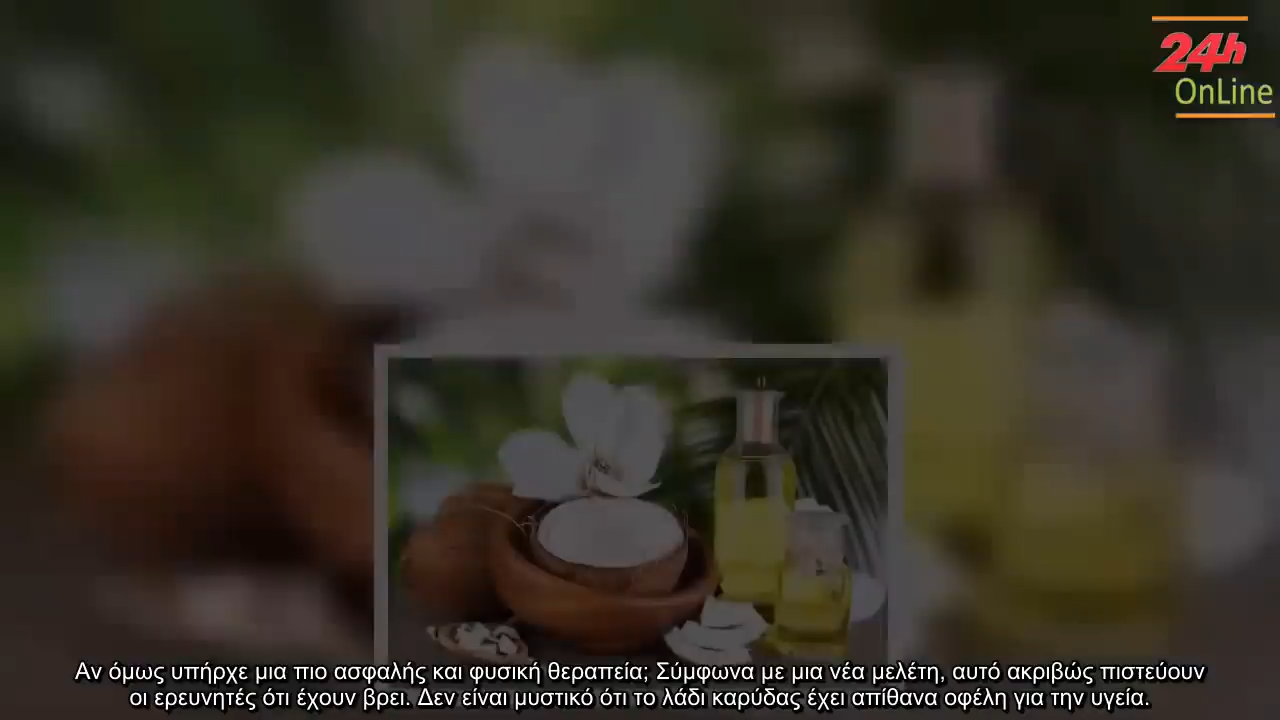 24h
OnLine
Αν όμως υπήρχε μια πιο ασφαλής και φυσική θεραπεία; Σύμφωνα με μια νέα μελέτη, αυτό ακριβώς πιστεύουν
οι ερευνητές ότι έχουν βρει. Δεν είναι μυστικό ότι το λάδι καρύδας έχει απίθανα οφέλη για την υγεία.